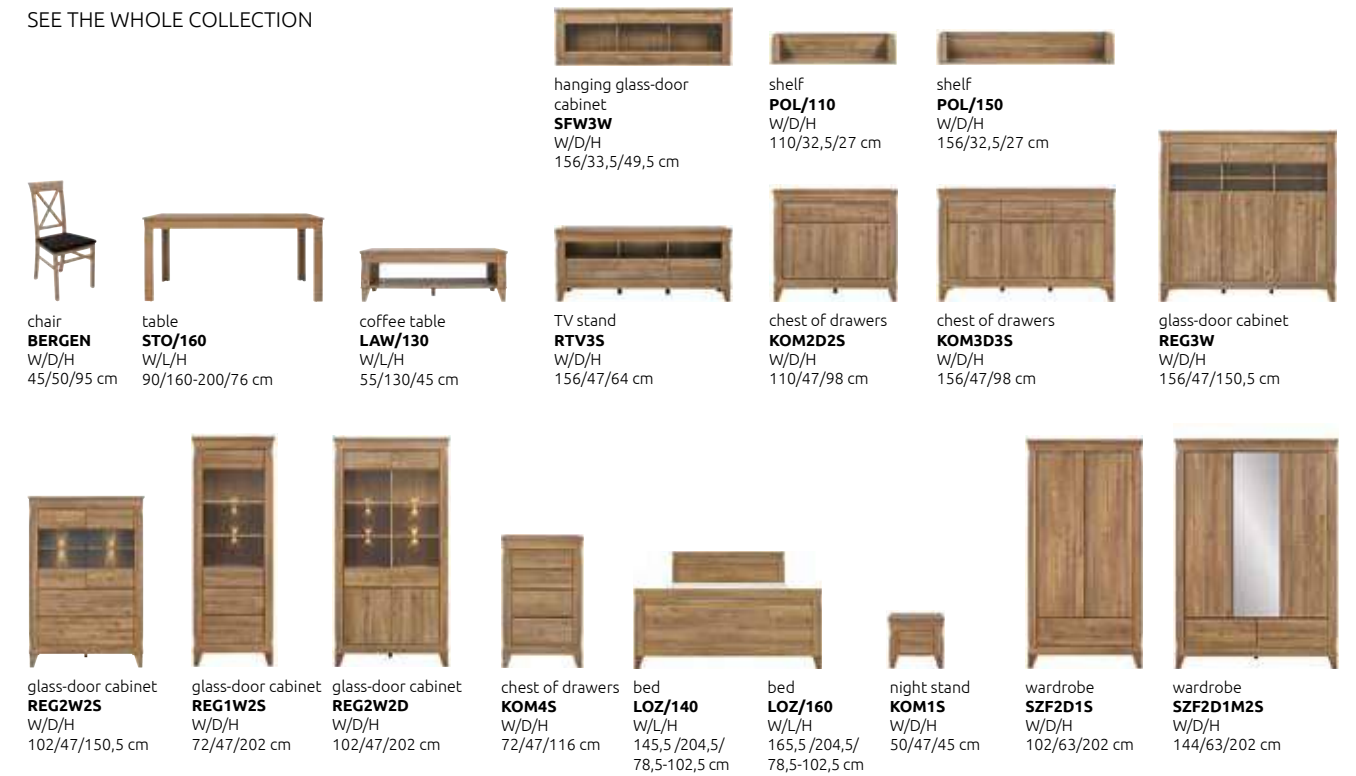 SEE THE WHOLE COLLECTION
hanging glass-door
cabinet
SFW3W
W/D/H
156/33,5/49,5 cm
shelf
POL/110
W/D/H
110/32,5/27 cm
shelf
POL/150
W/D/H
156/32,5/27 cm
chair
BERGEN
W/D/H
45/50/95 cm
table
STO/160
W/L/H
90/160-200/76 cm
coffee table
LAW/130
W/L/H
55/130/45 cm
TV stand
RTV3S
W/D/H
156/47/64 cm
chest of drawers
KOM2D2S
W/D/H
110/47/98 cm
chest of drawers
KOM3D3S
W/D/H
156/47/98 cm
glass-door cabinet
REG3W
W/D/H
156/47/150,5 cm
glass-door cabinet
REG2W2S
W/D/H
102/47/150,5 cm
glass-door cabinet
REG1W2S
W/D/H
72/47/202 cm
glass-door cabinet
REG2W2D
W/D/H
102/47/202 cm
chest of drawers
KOM4S
W/D/H
72/47/116 cm
bed
LOZ/140
W/L/H
145,5 /204,5/
78,5-102,5 cm
bed
LOZ/160
W/L/H
165,5 /204,5/
78,5-102,5 cm
night stand
KOM1S
W/D/H
50/47/45 cm
wardrobe
SZF2D1S
W/D/H
102/63/202 cm
wardrobe
SZF2D1M2S
W/D/H
144/63/202 cm